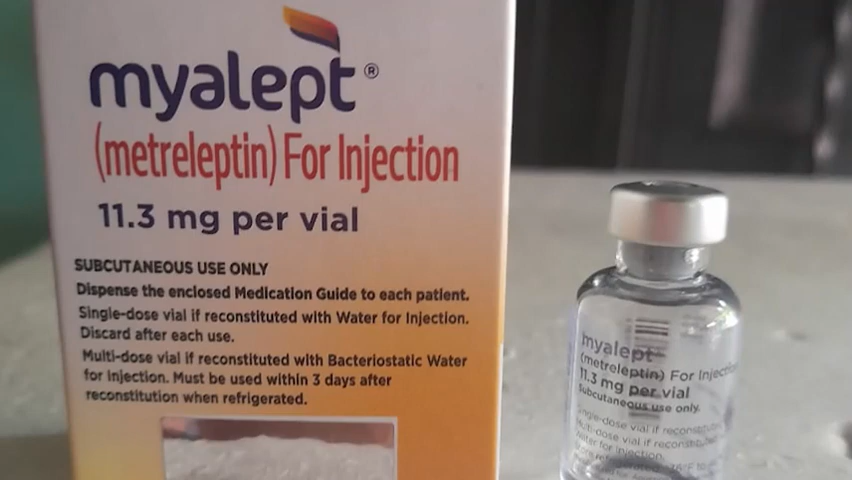 myalept®
(metreleptin) For Injection
11.3 mg per vial
SUBCUTANEOUS USE ONLY
Dispense the enclosed Medication Guide to each patient.
Single-dose vial if reconstituted with Water for Injection.
Discard after each use.
Multi-dose vial if reconstituted with Bacteriostatic Water
for Injection. Must be used within 3 days after
reconstitution when refrigerated.
myalept
(metreleptin) For Injection
11.3 mg per vial
Subcutaneous use only.
Single-dose vial if
Multi-dose vial if
Water for Injection.